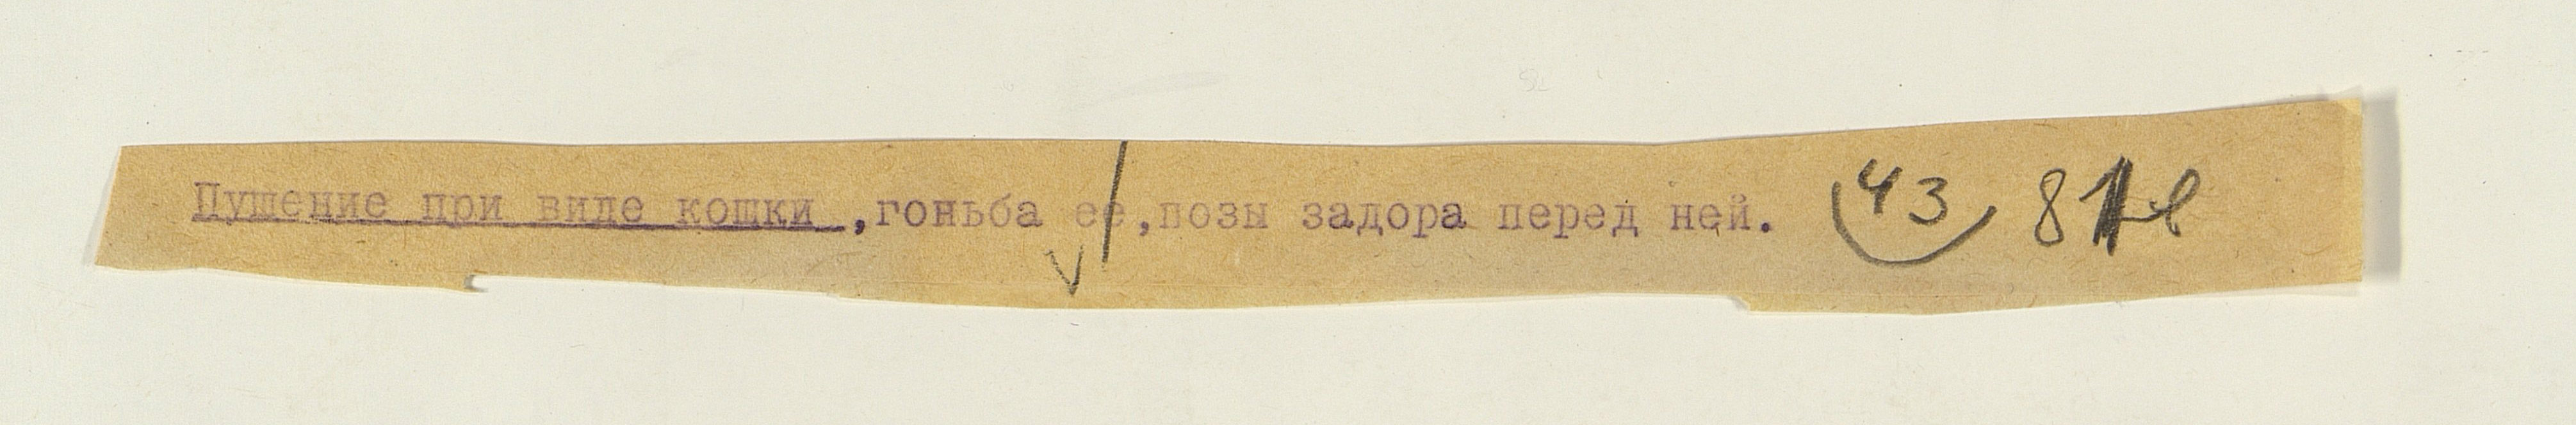 Пушение при виде кошки ,гоньба ее,позы задора перед ней. 43 8